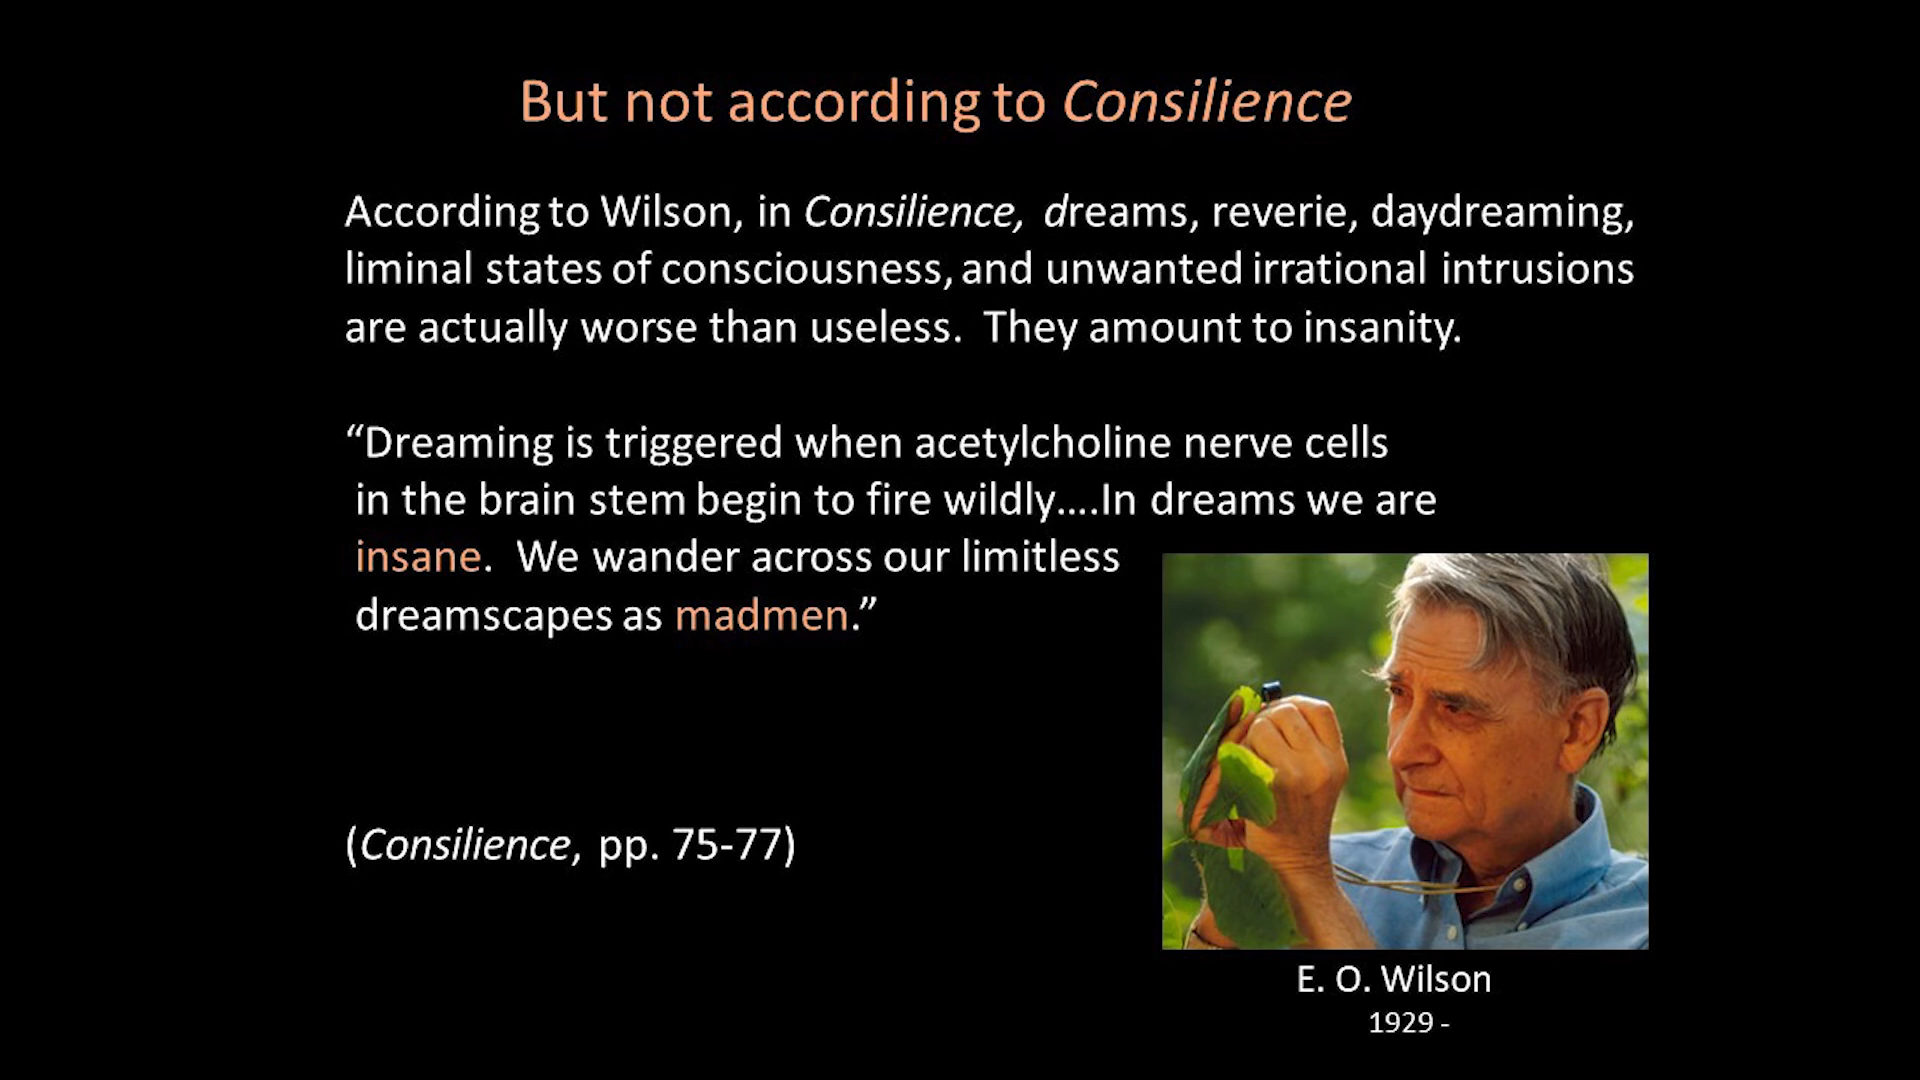 But not according to Consilience
According to Wilson, in Consilience, dreams, reverie, daydreaming,
liminal states of consciousness, and unwanted irrational intrusions
are actually worse than useless. They amount to insanity.
“Dreaming is triggered when acetylcholine nerve cells
in the brain stem begin to fire wildly….In dreams we are
insane. We wander across our limitless
dreamscapes as madmen.”
(Consilience, pp. 75-77)
E. O. Wilson
1929 -